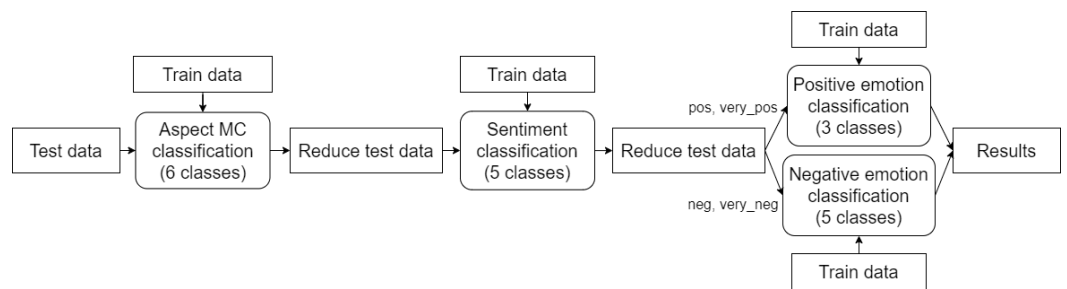 Train data
Train data
Train data
Test data
Aspect MC
classification
(6 classes)
Reduce test data
Sentiment
classification
(5 classes)
Reduce test data
pos, very_pos
neg, very_neg
Positive emotion
classification
(3 classes)
Negative emotion
classification
(5 classes)
Results
Train data